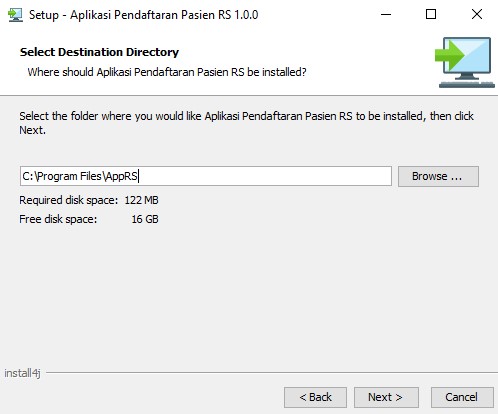 Setup - Aplikasi Pendaftaran Pasien RS 1.0.0
Select Destination Directory
Where should Aplikasi Pendaftaran Pasien RS be installed?
Select the folder where you would like Aplikasi Pendaftaran Pasien RS to be installed, then click
Next.
C:\Program Files\AppRS
Browse ...
Required disk space: 122 MB
Free disk space: 16 GB
install4j
< Back
Next >
Cancel